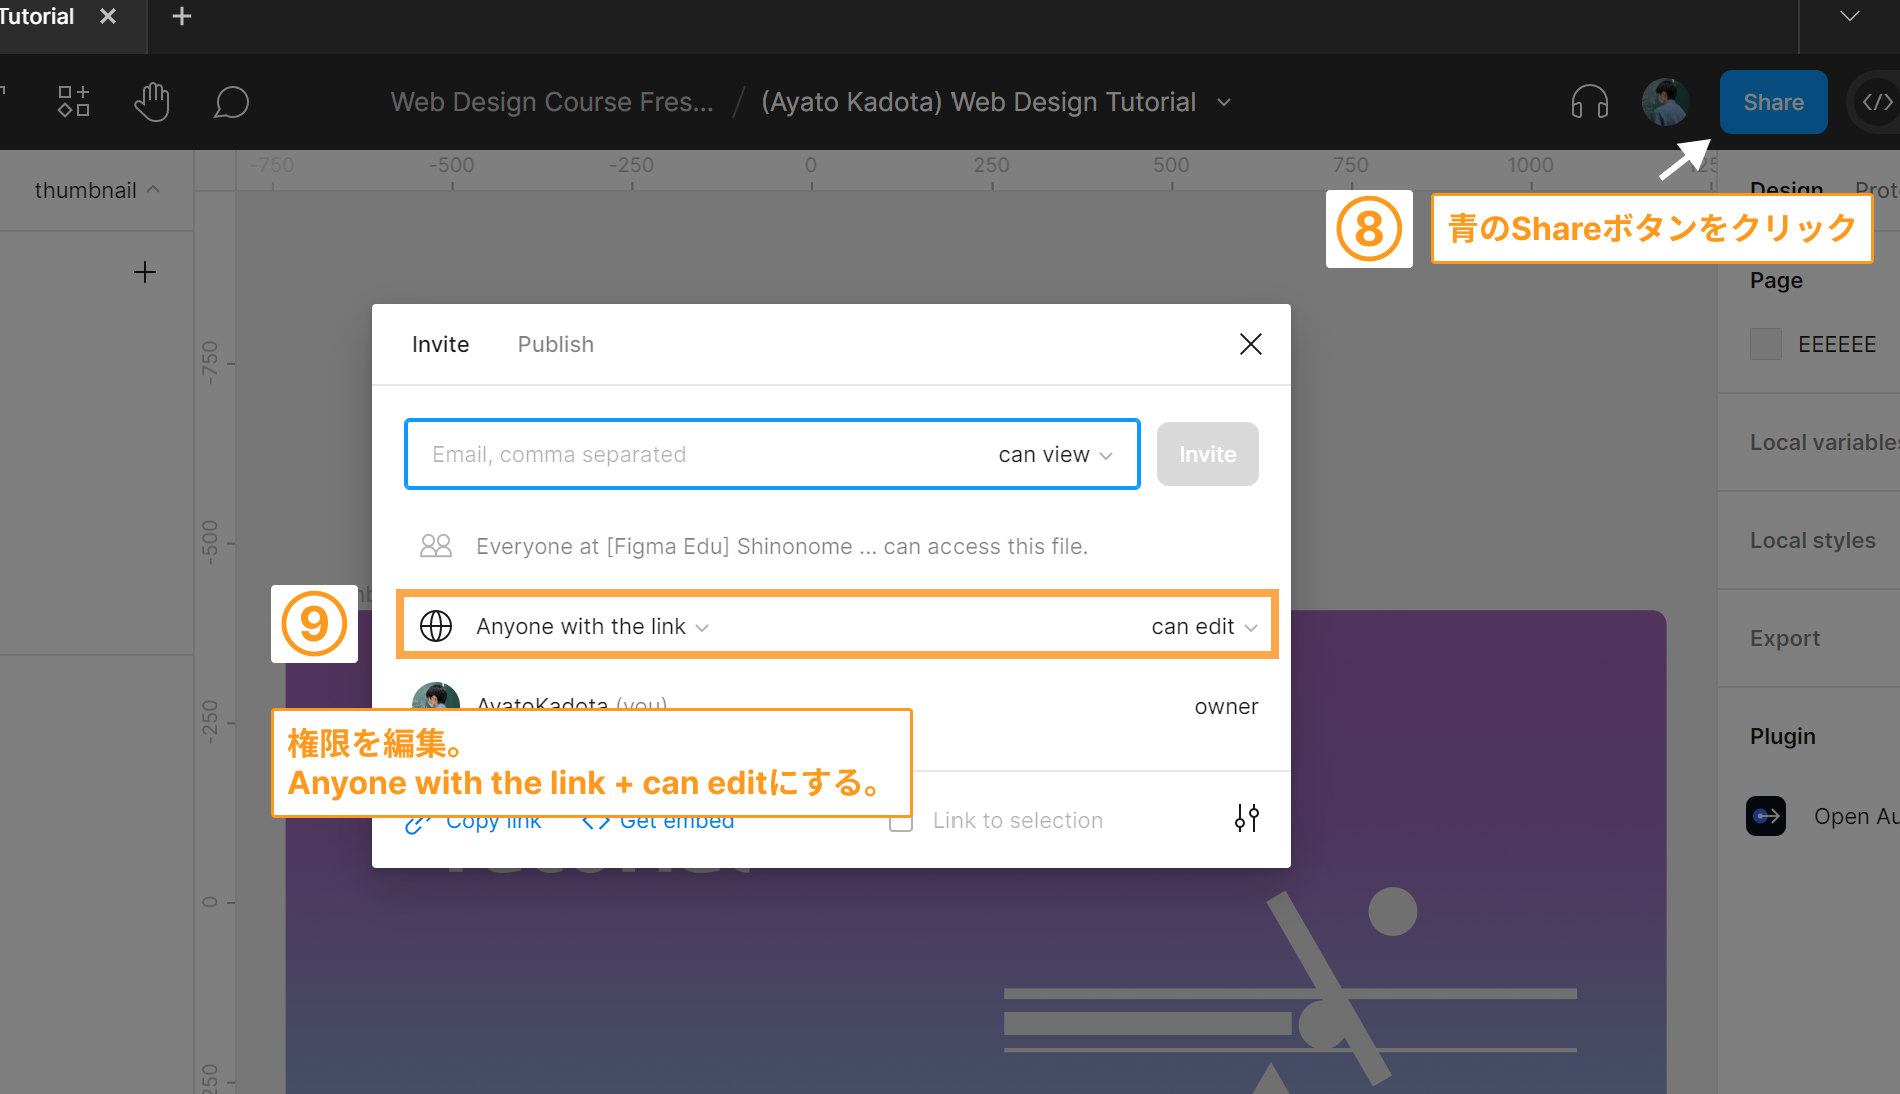 Tutorial
Web Design Course Fres... / (Ayato Kadota) Web Design Tutorial
Share
-750 -500 -250 0 250 500 750 1000
thumbnail
Design
⑧ 青のShareボタンをクリック
Page
EEEEEE
Invite Publish
Email, comma separated can view Invite
Everyone at [Figma Edu] Shinonome ... can access this file.
⑨ Anyone with the link can edit
AyatoKadota (you) owner
権限を編集。
Anyone with the link + can editにする。
Copy link Get embed Link to selection
Local variables
Local styles
Export
Plugin
Open Au
-750
-500
-250
0
Tutorial